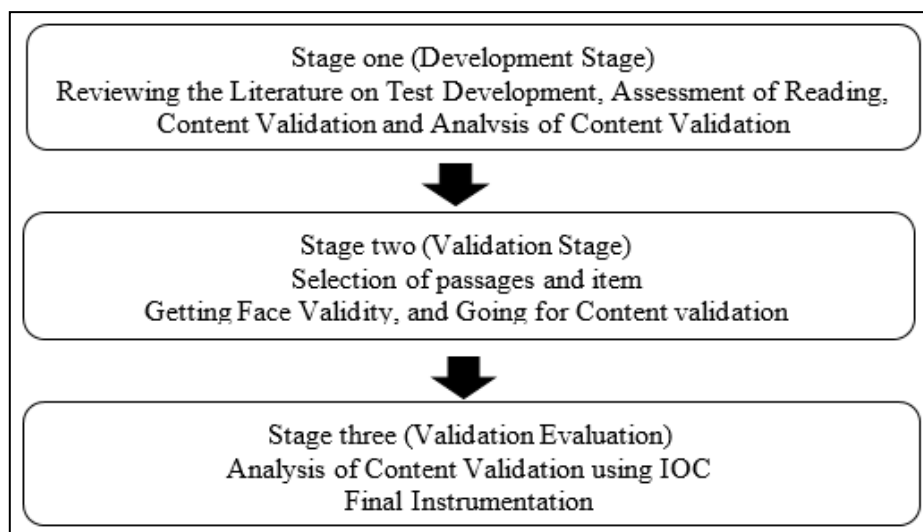 Stage one (Development Stage)
Reviewing the Literature on Test Development, Assessment of Reading,
Content Validation and Analysis of Content Validation
Stage two (Validation Stage)
Selection of passages and item
Getting Face Validity, and Going for Content validation
Stage three (Validation Evaluation)
Analysis of Content Validation using IOC
Final Instrumentation